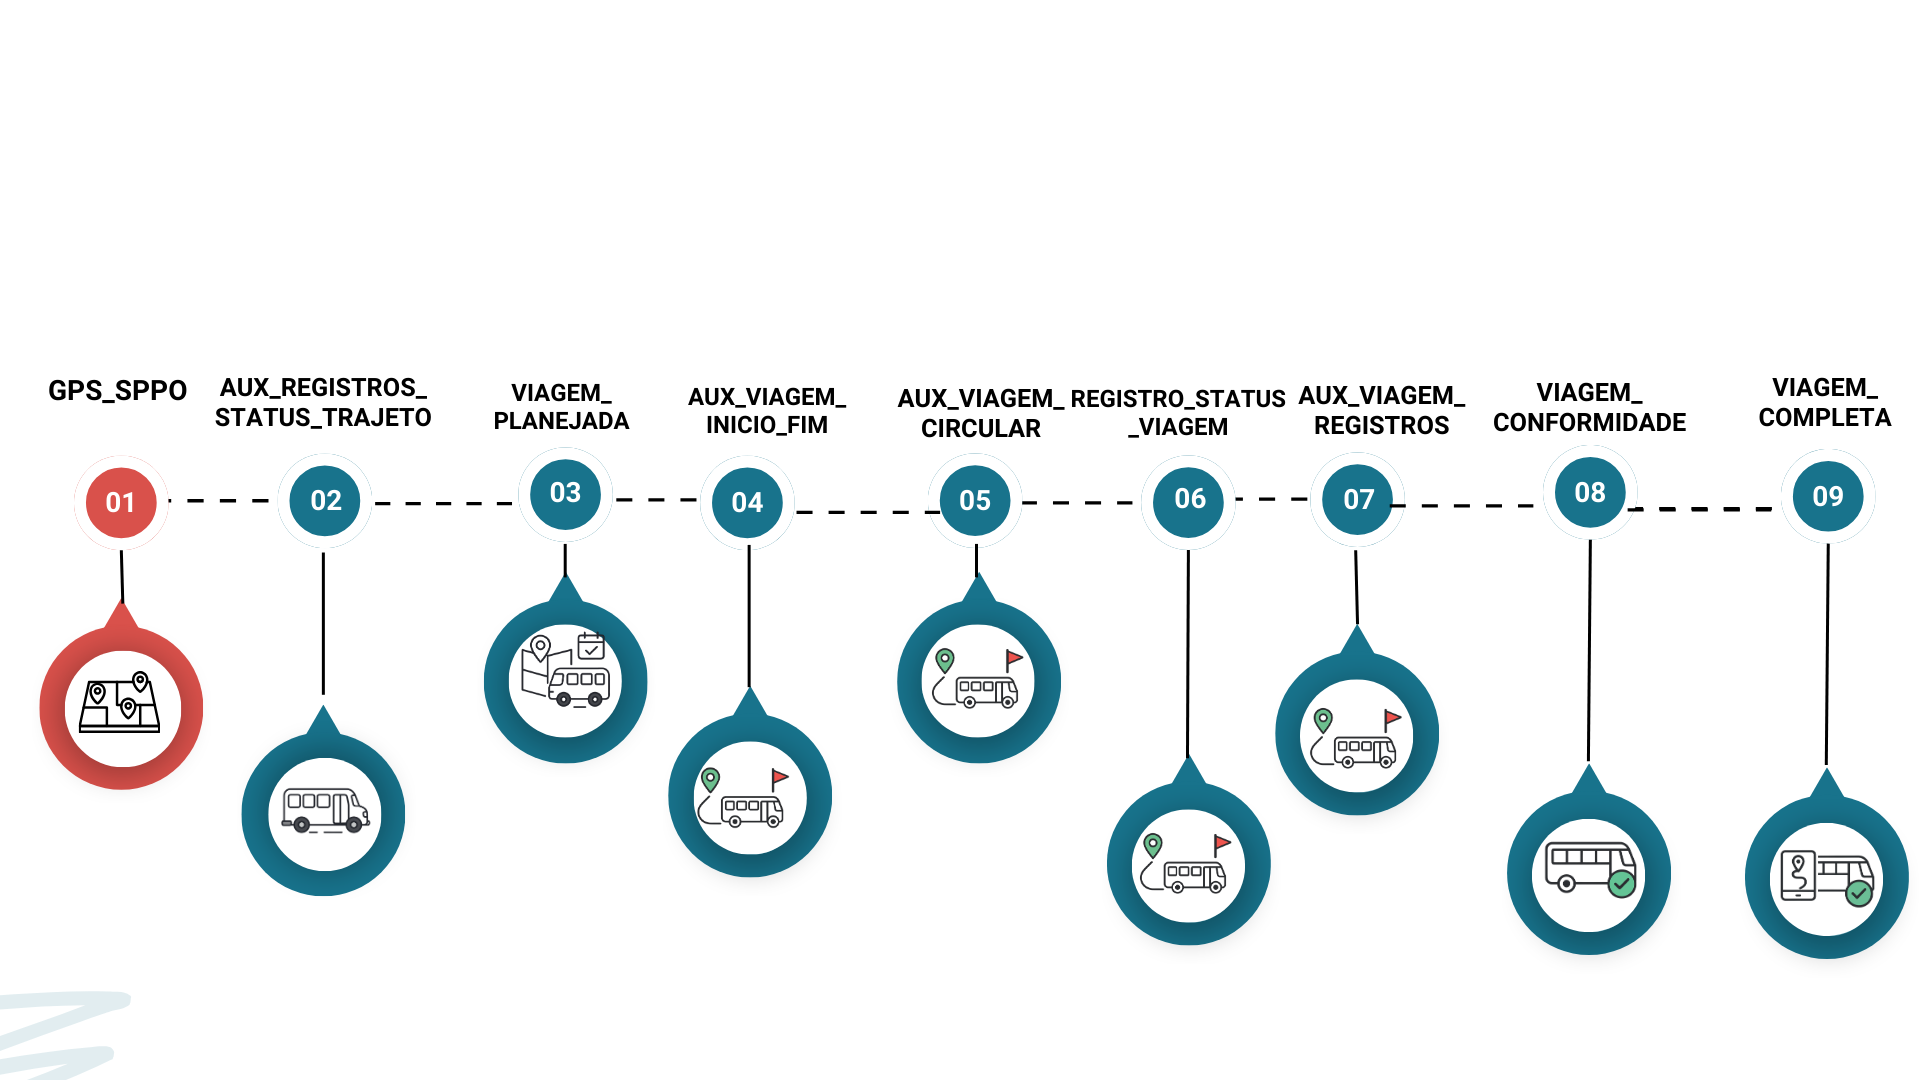 GPS_SPPO
01
AUX_REGISTROS_
STATUS_TRAJETO
02
VIAGEM_
PLANEJADA
03
AUX_VIAGEM_
INICIO_FIM
04
AUX_VIAGEM_
CIRCULAR
05
REGISTRO_STATUS
_VIAGEM
06
AUX_VIAGEM_
REGISTROS
07
VIAGEM_
CONFORMIDADE
08
VIAGEM_
COMPLETA
09